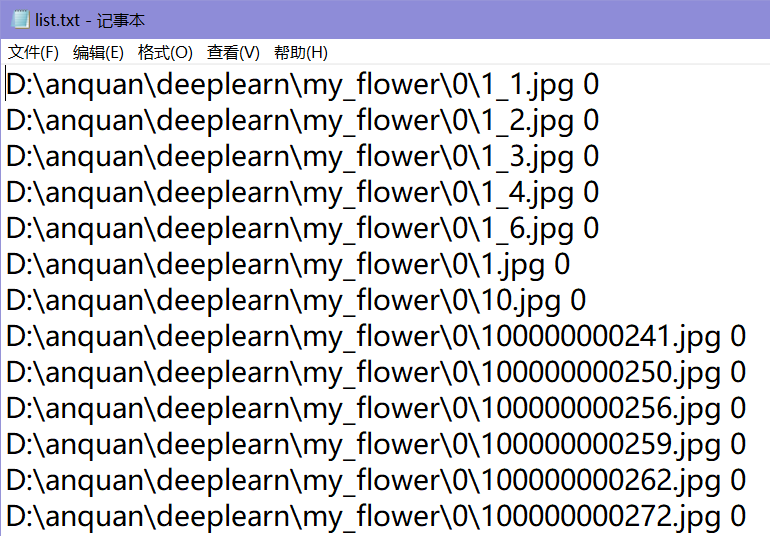 list.txt - 记事本
文件(F) 编辑(E) 格式(O) 查看(V) 帮助(H)
D:\anquan\deeplearn\my_flower\0\1_1.jpg 0
D:\anquan\deeplearn\my_flower\0\1_2.jpg 0
D:\anquan\deeplearn\my_flower\0\1_3.jpg 0
D:\anquan\deeplearn\my_flower\0\1_4.jpg 0
D:\anquan\deeplearn\my_flower\0\1_6.jpg 0
D:\anquan\deeplearn\my_flower\0\1.jpg 0
D:\anquan\deeplearn\my_flower\0\10.jpg 0
D:\anquan\deeplearn\my_flower\0\100000000241.jpg 0
D:\anquan\deeplearn\my_flower\0\100000000250.jpg 0
D:\anquan\deeplearn\my_flower\0\100000000256.jpg 0
D:\anquan\deeplearn\my_flower\0\100000000259.jpg 0
D:\anquan\deeplearn\my_flower\0\100000000262.jpg 0
D:\anquan\deeplearn\my_flower\0\100000000272.jpg 0